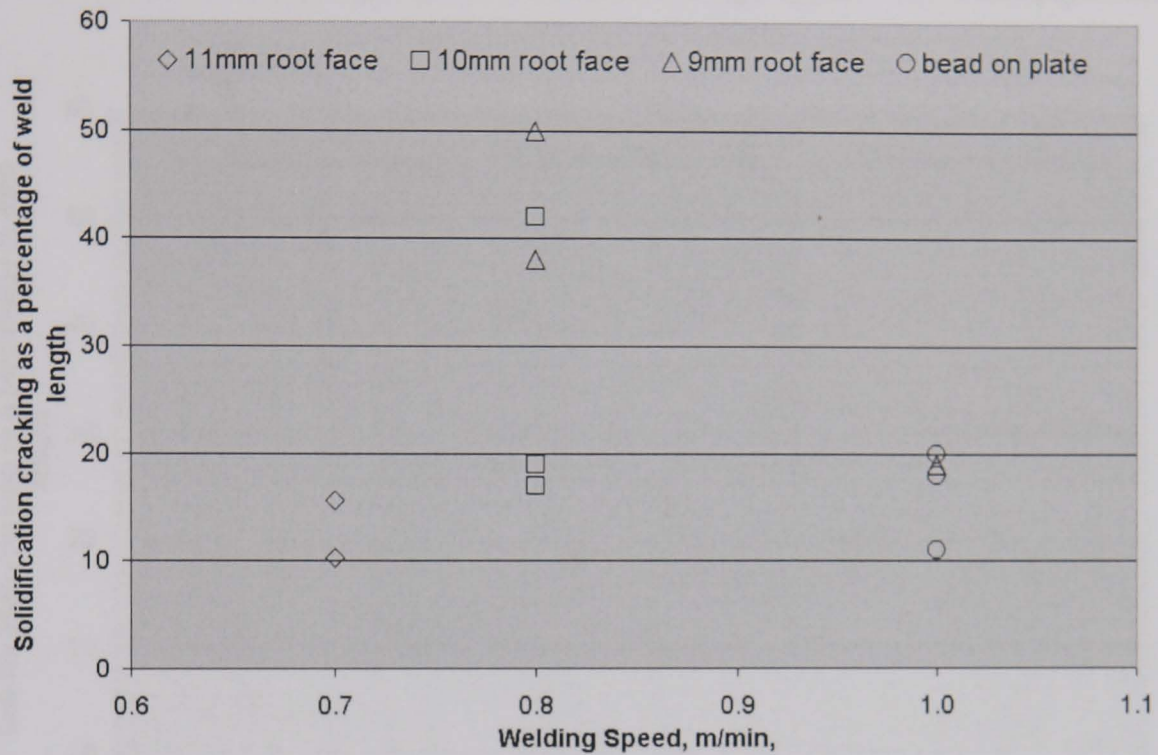 60
◇ 11mm root face □ 10mm root face △ 9mm root face ○ bead on plate
50
40
30
20
10
0
0.6 0.7 0.8 0.9 1.0 1.1
Welding Speed, m/min,
Solidification cracking as a percentage of weld
length